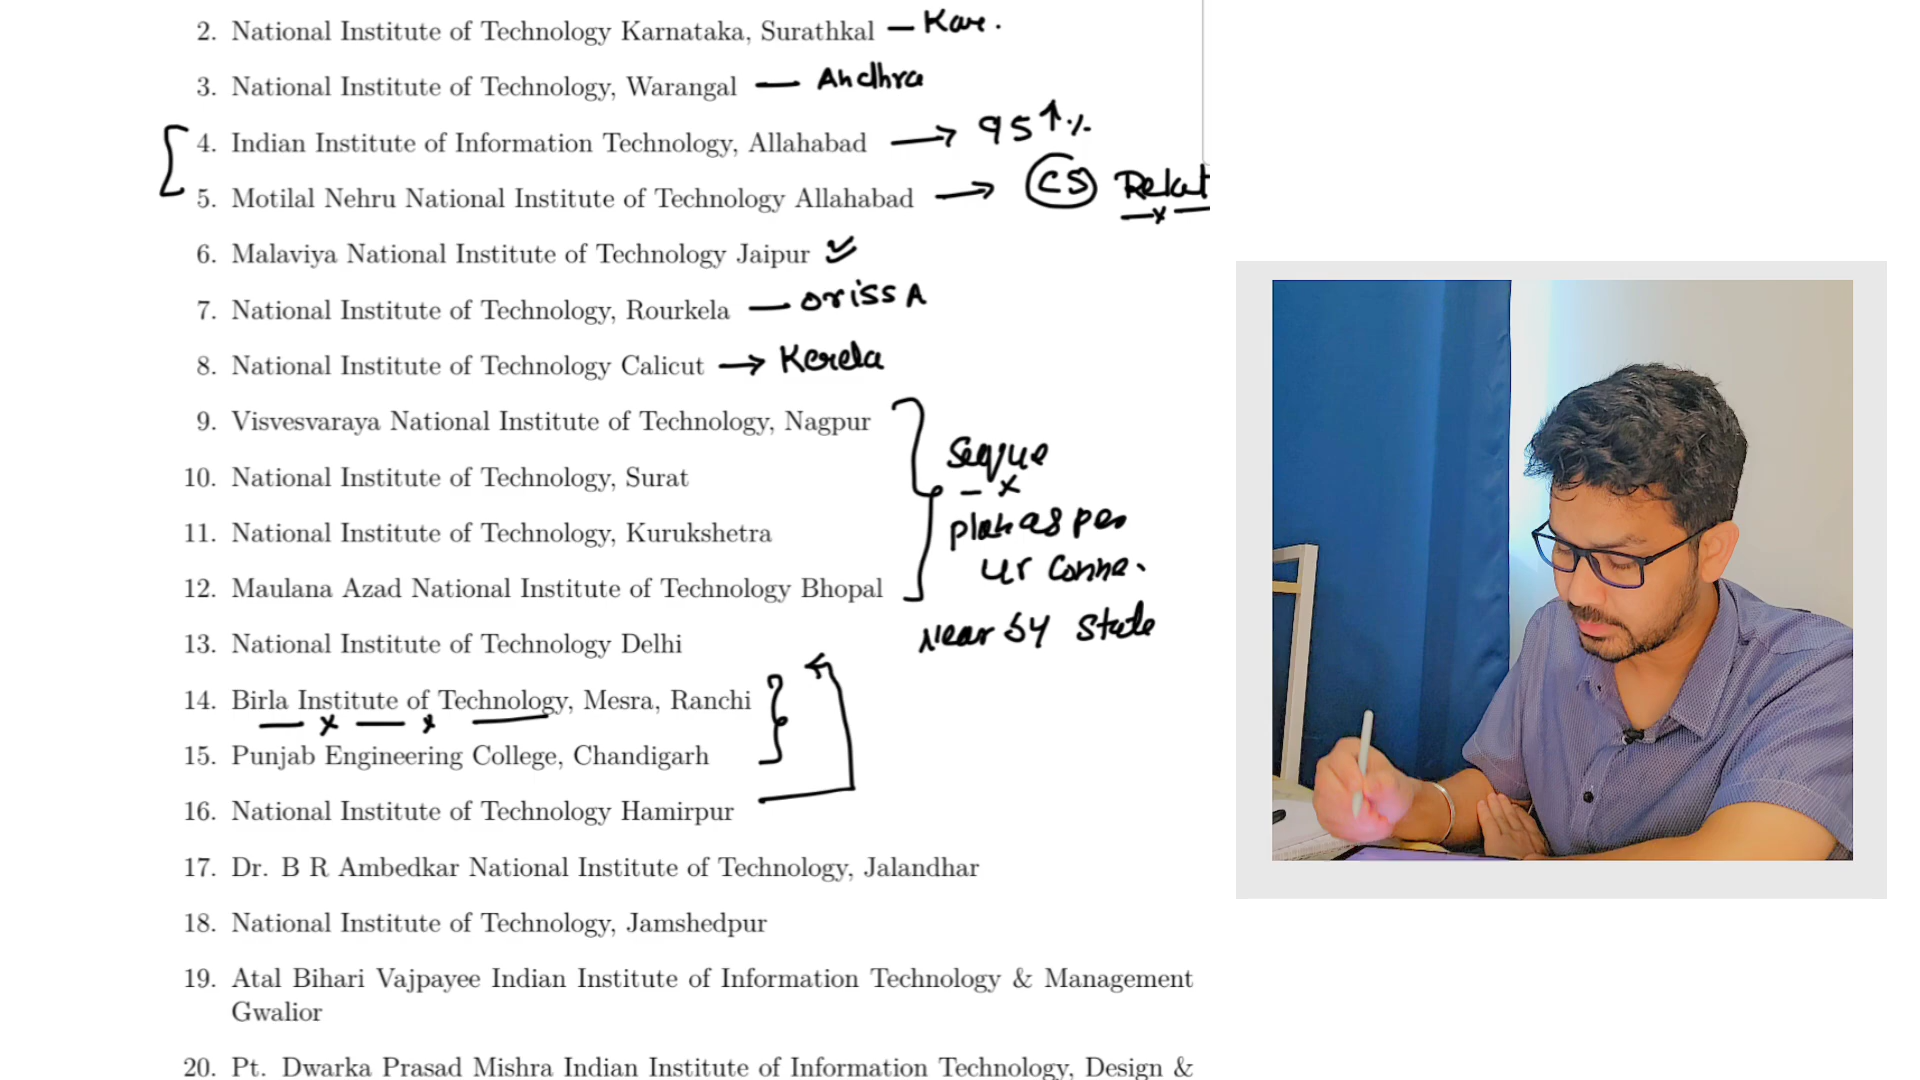 2. National Institute of Technology Karnataka, Surathkal — Kar.
3. National Institute of Technology, Warangal — Andhra
4. Indian Institute of Information Technology, Allahabad → 95↑%
5. Motilal Nehru National Institute of Technology Allahabad → CS Relat
6. Malaviya National Institute of Technology Jaipur
7. National Institute of Technology, Rourkela — orissA
8. National Institute of Technology Calicut → Kerela
9. Visvesvaraya National Institute of Technology, Nagpur
Seque
10. National Institute of Technology, Surat
11. National Institute of Technology, Kurukshetra
plan as per
ur Conne.
12. Maulana Azad National Institute of Technology Bhopal
Near by State
13. National Institute of Technology Delhi
14. Birla Institute of Technology, Mesra, Ranchi
15. Punjab Engineering College, Chandigarh
16. National Institute of Technology Hamirpur
17. Dr. B R Ambedkar National Institute of Technology, Jalandhar
18. National Institute of Technology, Jamshedpur
19. Atal Bihari Vajpayee Indian Institute of Information Technology & Management
Gwalior
20. Pt. Dwarka Prasad Mishra Indian Institute of Information Technology, Design &